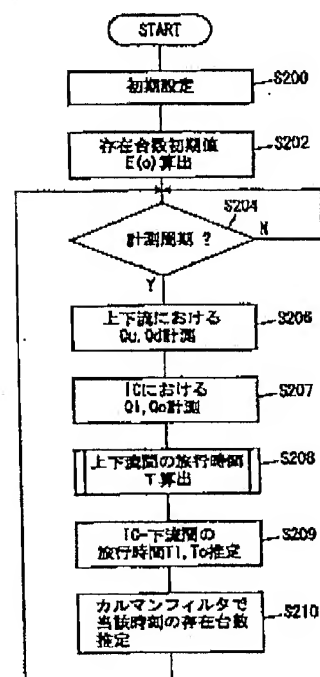 START
初期設定
S200
存在台数初期値
E(o)算出
S202
S204
計測周期 ?
N
Y
上下流における
Qu,Qd計測
S206
ICにおける
Qi,Qo計測
S207
上下流間の旅行時間
T 算出
S208
IC-下流間の
旅行時間Ti,To推定
S209
カルマンフィルタで
当該時刻の存在台数
推定
S210